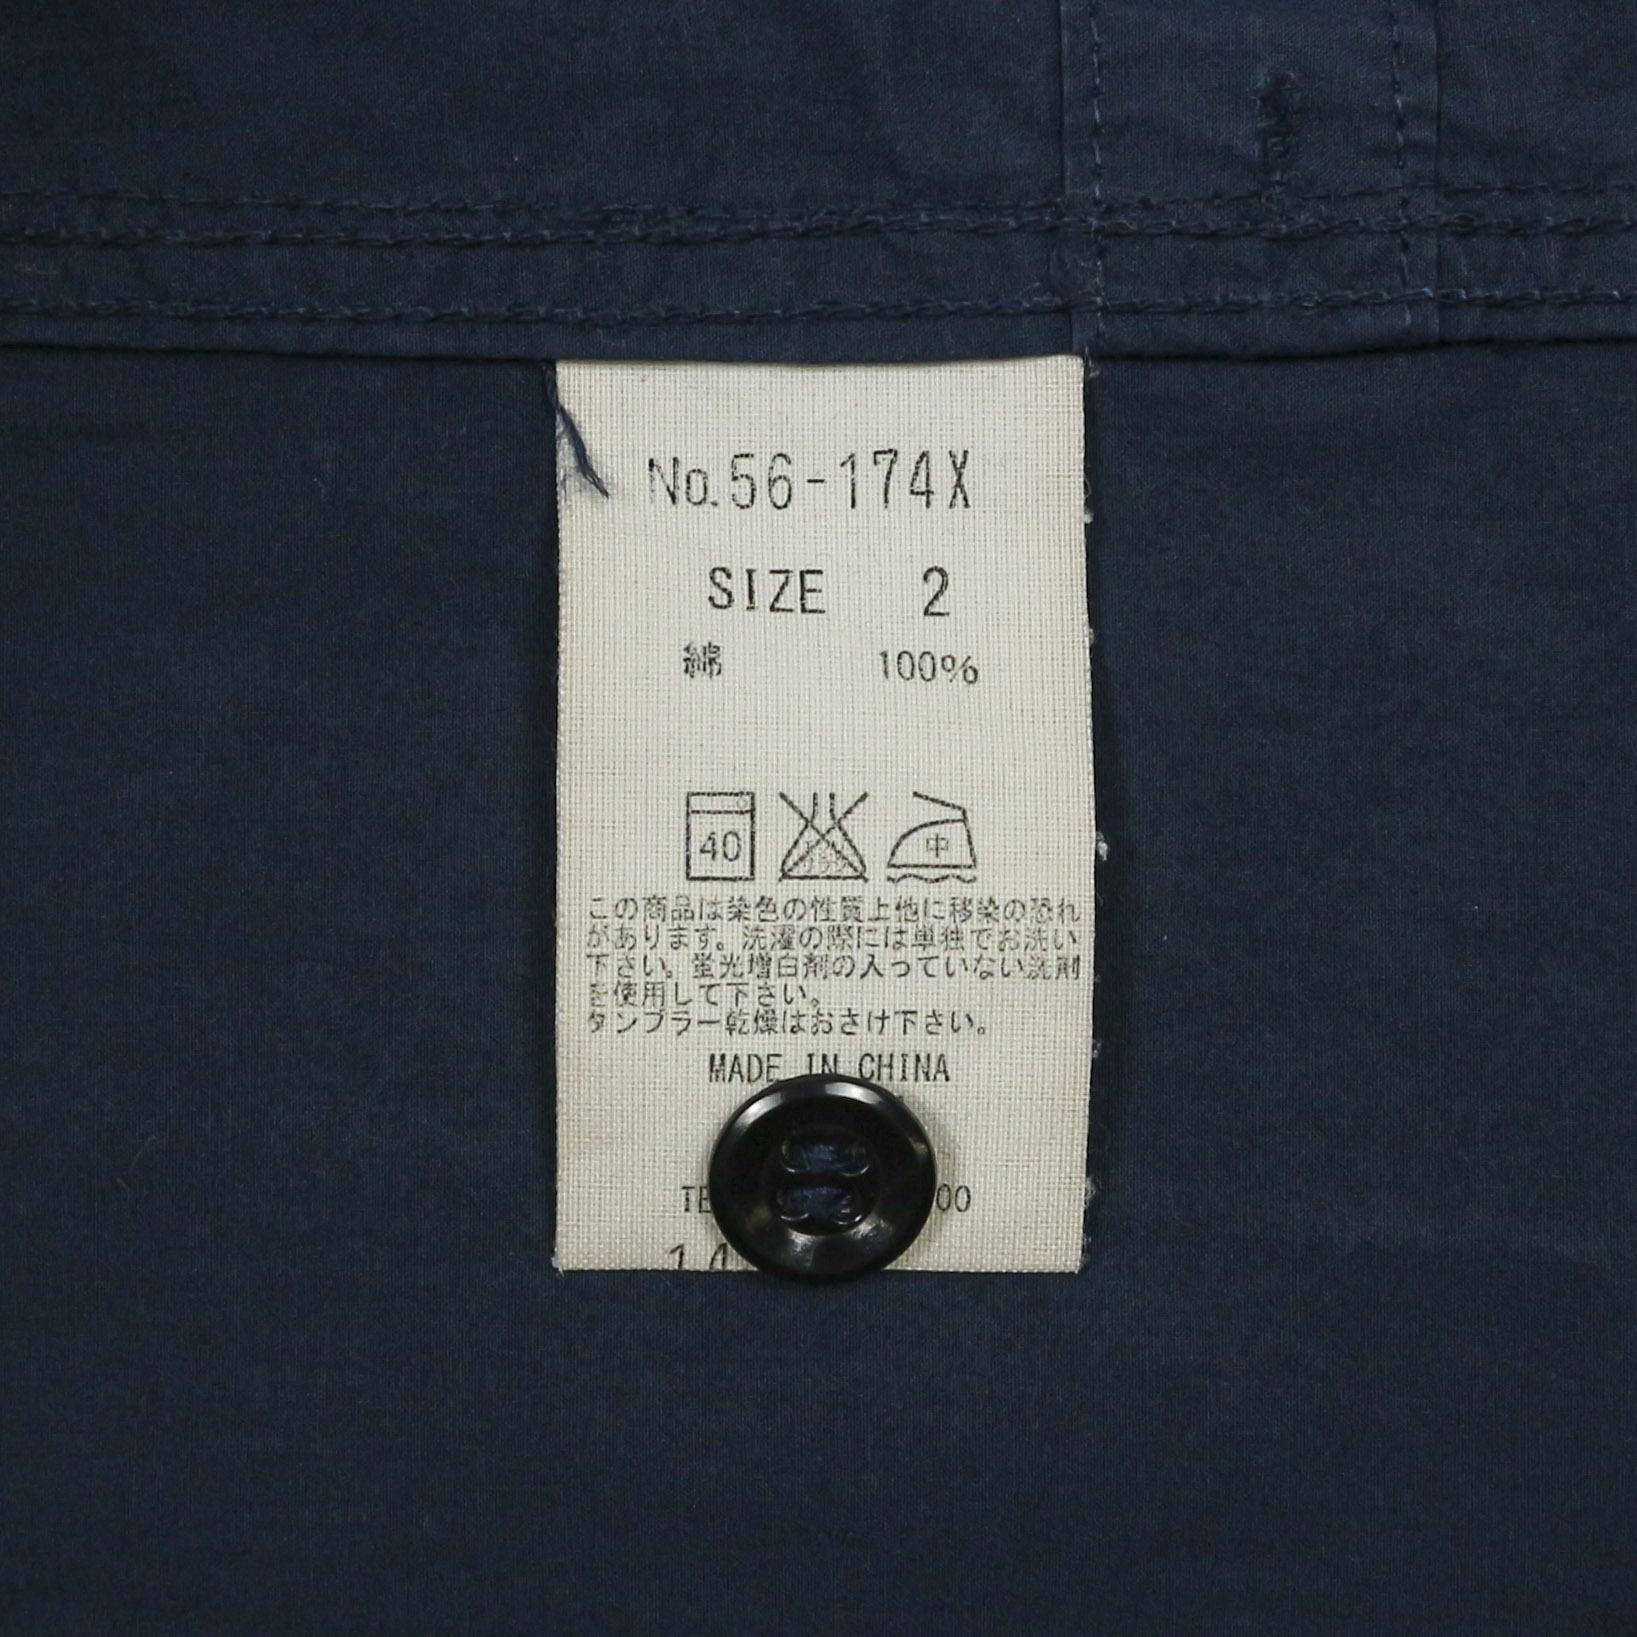 No.56-174X
SIZE 2
綿 100%
40 中
この商品は染色の性質上他に移染の恐れ
があります。洗濯の際には単独でお洗い
下さい。蛍光増白剤の入っていない洗剤
を使用して下さい。
タンブラー乾燥はおさけ下さい。
MADE IN CHINA